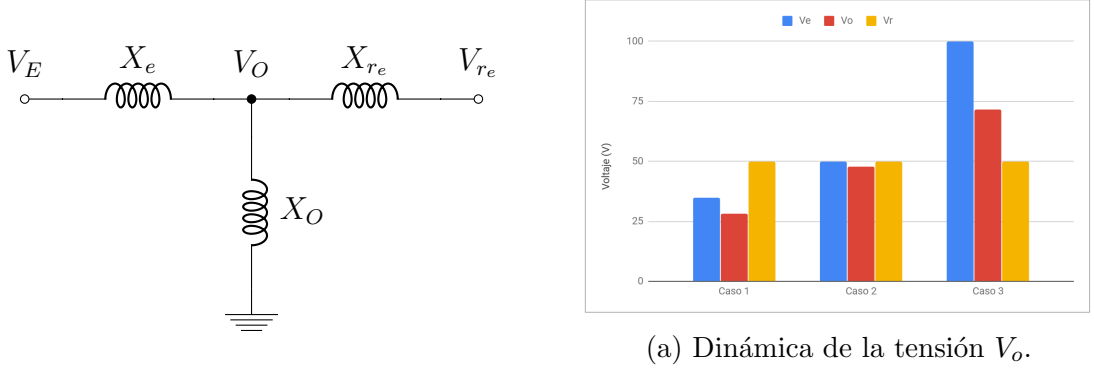 V_E
X_e
V_O
X_{r_e}
V_{r_e}
X_O
Ve Vo Vr
Voltaje (V)
100
75
50
25
0
Caso 1 Caso 2 Caso 3
(a) Dinámica de la tensión V_o.